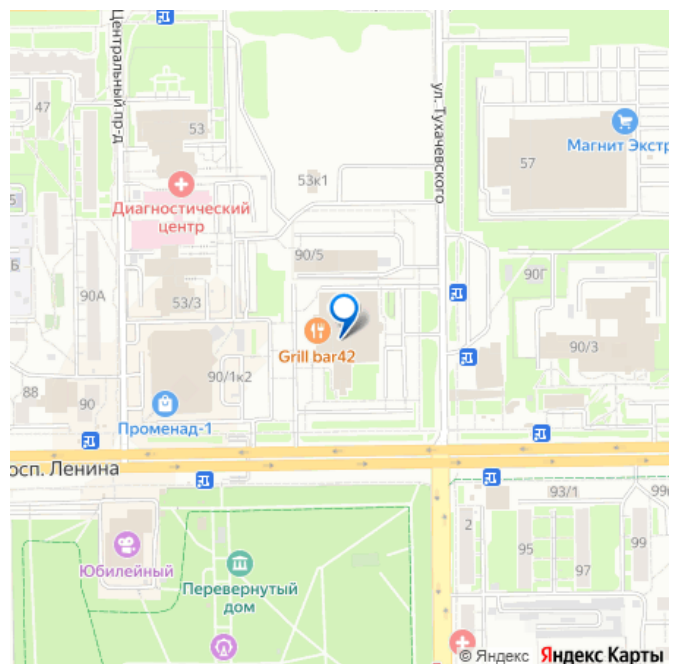 Центральный пр-д
ул. Тухачевского
47
53
57
Магнит Экстр
53к1
Диагностический
центр
5
Б
90/5
90Г
90А
53/3
Grill bar42
90/3
90/1к2
88
90
Промена­д-1
осп. Ленина
93/1
99
2
95
97
99
Юбилейный
Перевернутый
дом
© Яндекс Яндекс Карты